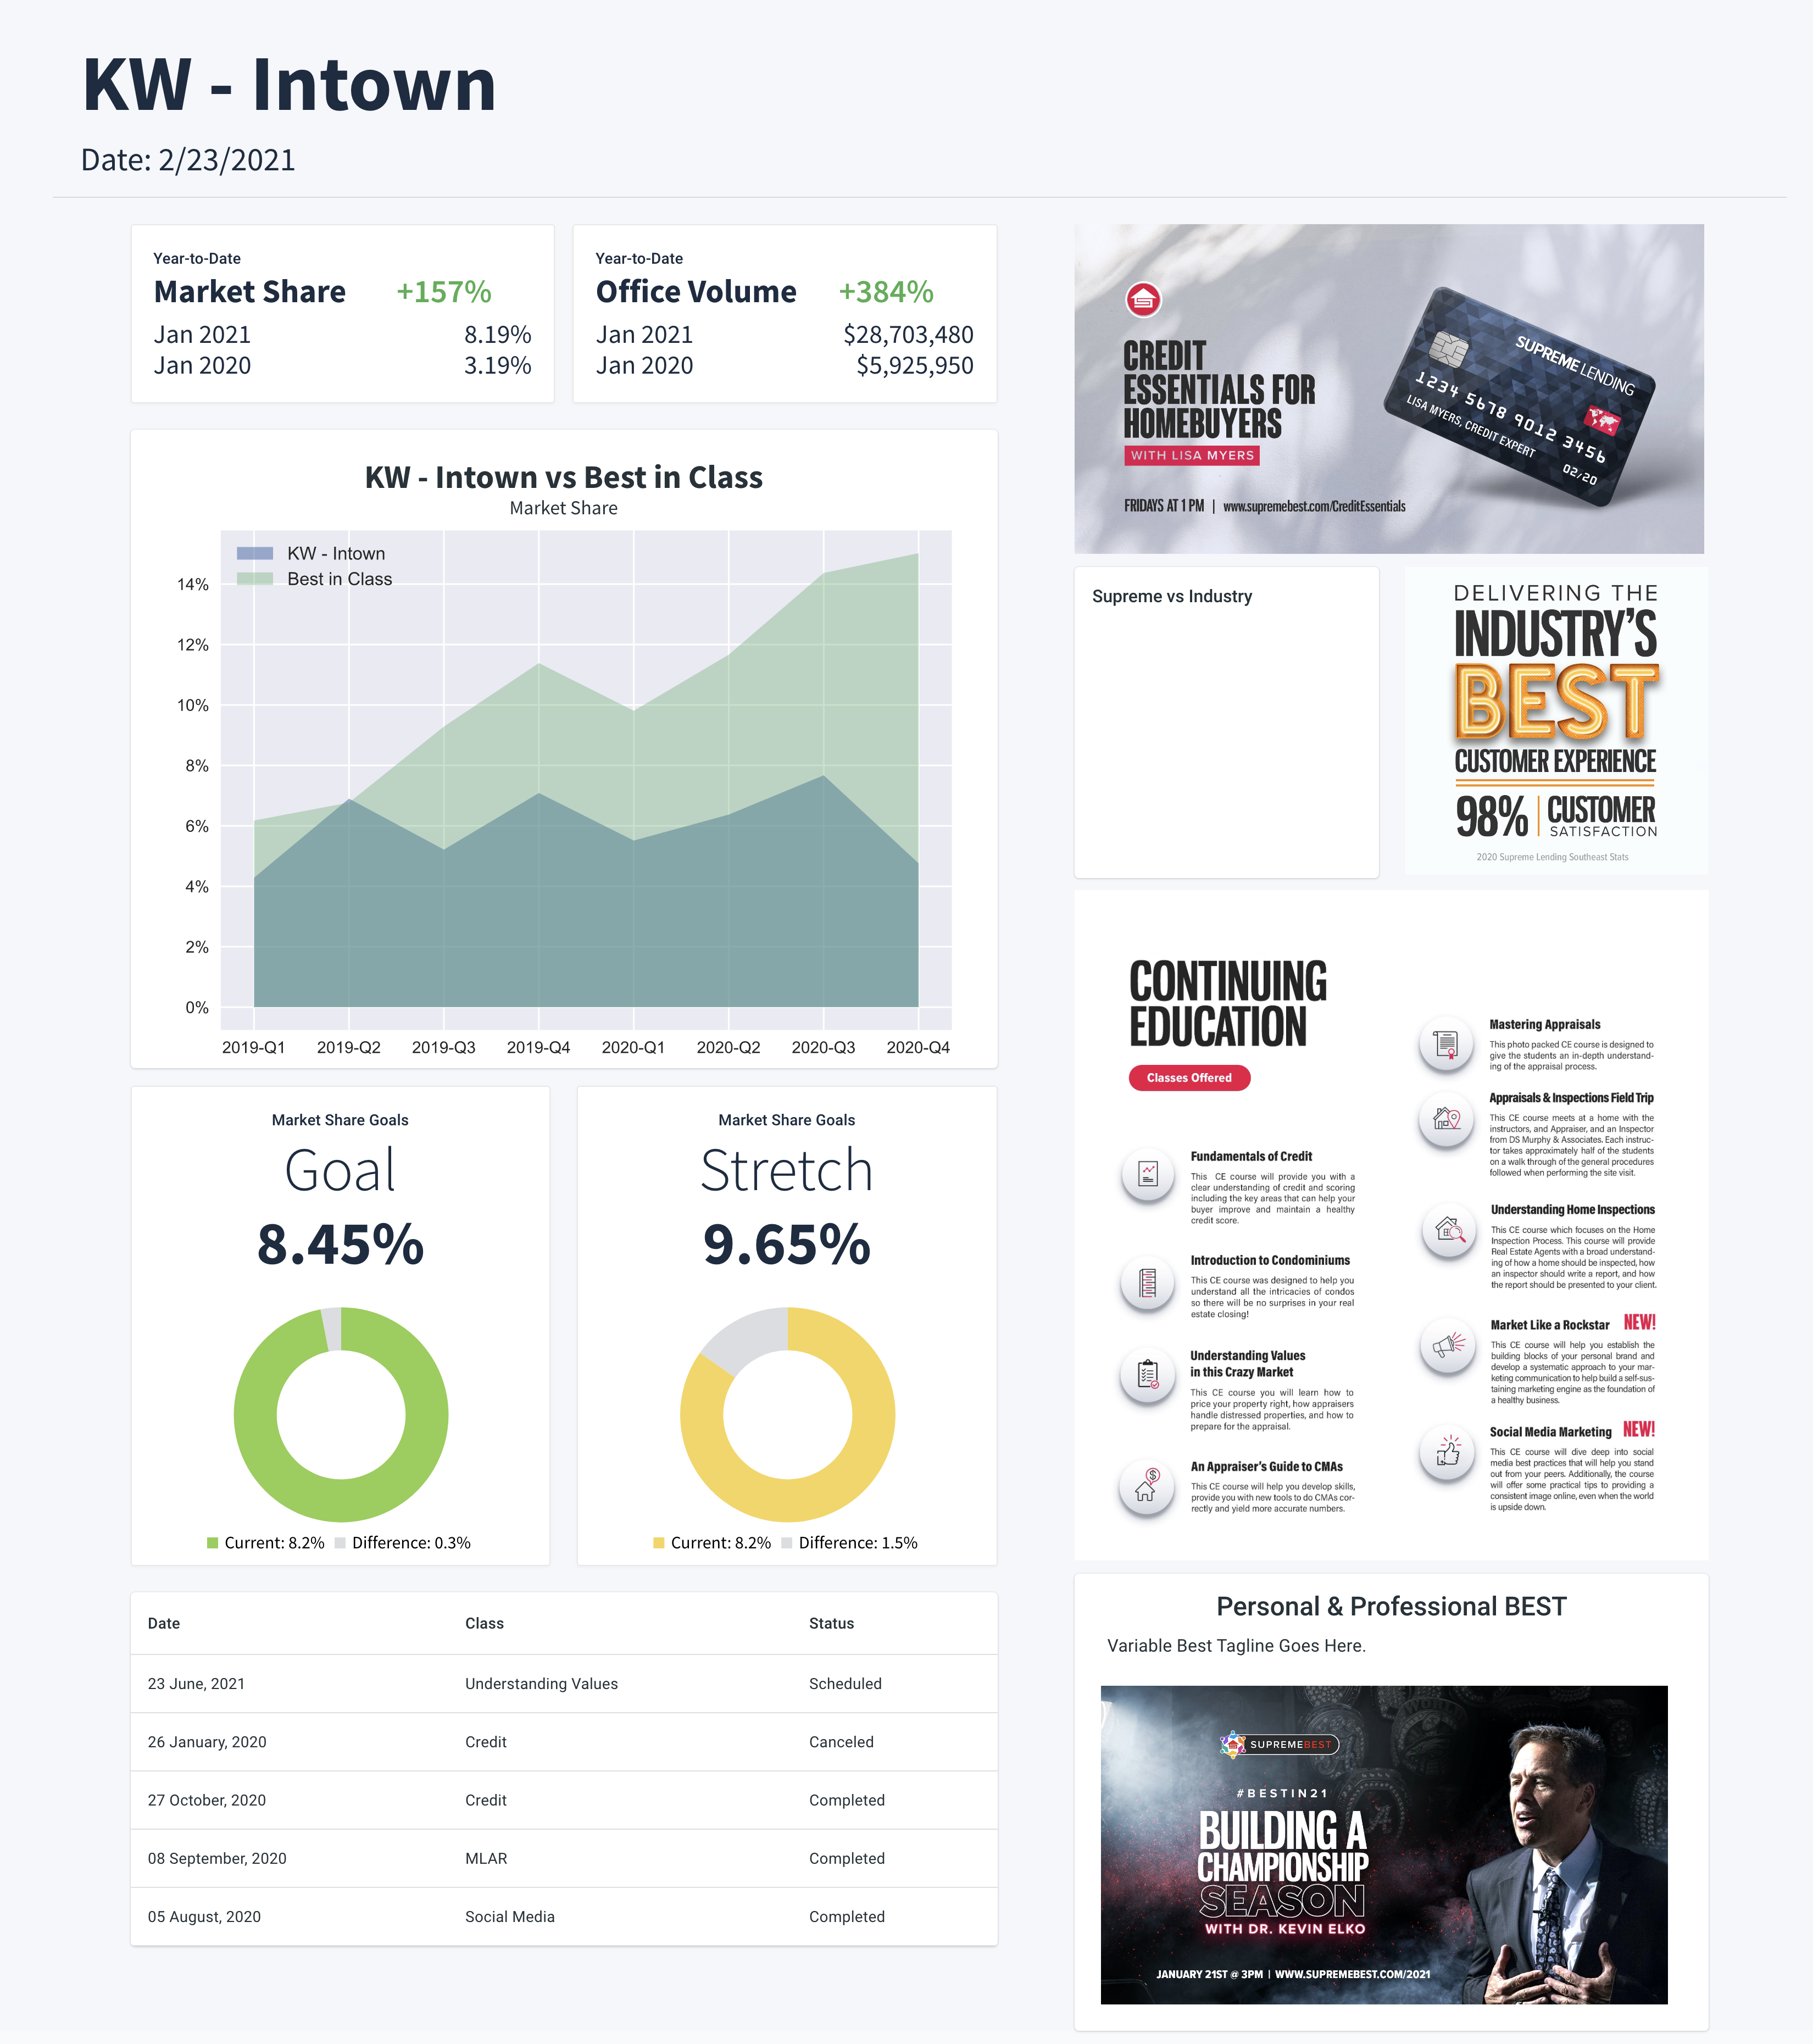 KW - Intown
Date: 2/23/2021
Year-to-Date
Market Share +157%
Jan 2021 8.19%
Jan 2020 3.19%
Year-to-Date
Office Volume +384%
Jan 2021 $28,703,480
Jan 2020 $5,925,950
KW - Intown vs Best in Class
Market Share
KW - Intown
Best in Class
14%
12%
10%
8%
6%
4%
2%
0%
2019-Q1 2019-Q2 2019-Q3 2019-Q4 2020-Q1 2020-Q2 2020-Q3 2020-Q4
Market Share Goals
Goal
8.45%
Current: 8.2% Difference: 0.3%
Market Share Goals
Stretch
9.65%
Current: 8.2% Difference: 1.5%
Date Class Status
23 June, 2021 Understanding Values Scheduled
26 January, 2020 Credit Canceled
27 October, 2020 Credit Completed
08 September, 2020 MLAR Completed
05 August, 2020 Social Media Completed
CREDIT
ESSENTIALS FOR
HOMEBUYERS
WITH LISA MYERS
FRIDAYS AT 1 PM | www.supremebest.com/CreditEssentials
SUPREME LENDING
1234 5678 9012 3456
LISA MYERS, CREDIT EXPERT
02/20
Supreme vs Industry
DELIVERING THE
INDUSTRY'S
BEST
CUSTOMER EXPERIENCE
98% CUSTOMER
SATISFACTION
2020 Supreme Lending Southeast Stats
CONTINUING
EDUCATION
Classes Offered
Fundamentals of Credit
This CE course will provide you with a
clear understanding of credit and scoring
including the key areas that can help your
buyer improve and maintain a healthy
credit score.
Introduction to Condominiums
This CE course was designed to help you
understand all the intricacies of condos
so there will be no surprises in your real
estate closing!
Understanding Values
in this Crazy Market
This CE course you will learn how to
price your property right, how appraisers
handle distressed properties, and how to
prepare for the appraisal.
An Appraiser's Guide to CMAs
This CE course will help you develop skills,
provide you with new tools to do CMAs cor-
rectly and yield more accurate numbers.
Mastering Appraisals
This photo packed CE course is designed to
give the students an in-depth understand-
ing of the appraisal process.
Appraisals & Inspections Field Trip
This CE course meets at a home with the
instructors, and Appraiser, and an Inspector
from DS Murphy & Associates. Each instruc-
tor takes approximately half of the students
on a walk through of the general procedures
followed when performing the site visit.
Understanding Home Inspections
This CE course which focuses on the Home
Inspection Process. This course will provide
Real Estate Agents with a broad understand-
ing of how a home should be inspected, how
an inspector should write a report, and how
the report should be presented to your client.
Market Like a Rockstar NEW!
This CE course will help you establish the
building blocks of your personal brand and
develop a systematic approach to your mar-
keting communication to help build a self-sus-
taining marketing engine as the foundation of
a healthy business.
Social Media Marketing NEW!
This CE course will dive deep into social
media best practices that will help you stand
out from your peers. Additionally, the course
will offer some practical tips to providing a
consistent image online, even when the world
is upside down.
Personal & Professional BEST
Variable Best Tagline Goes Here.
SUPREMEBEST
#BESTIN21
BUILDING A
CHAMPIONSHIP
SEASON
WITH DR. KEVIN ELKO
JANUARY 21ST @ 3PM | WWW.SUPREMEBEST.COM/2021